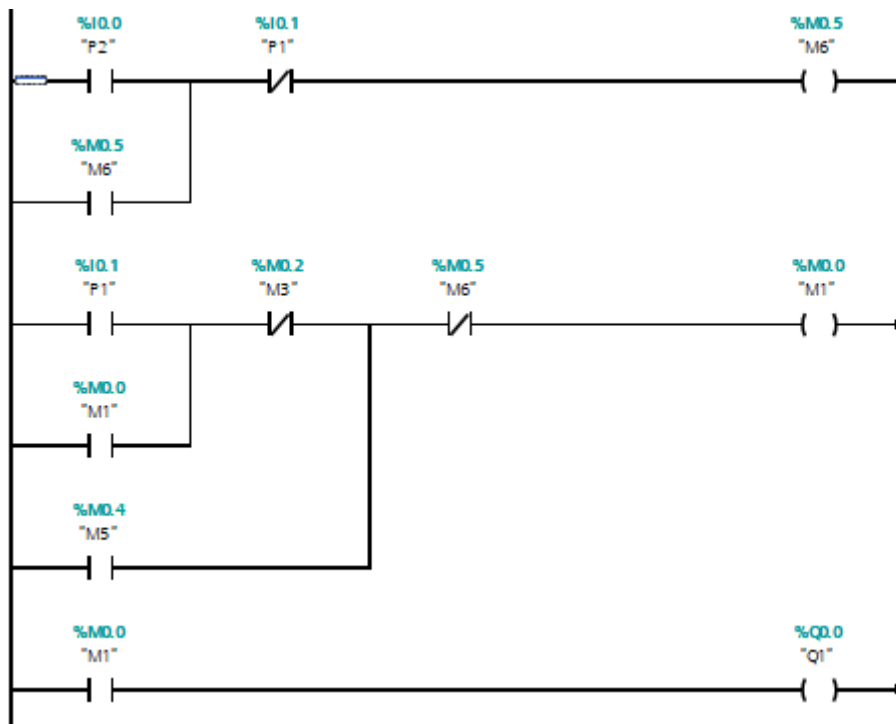 %I0.0 %I0.1 %M0.5
"P2" "P1" "M6"
%M0.5
"M6"
%I0.1 %M0.2 %M0.5 %M0.0
"P1" "M3" "M6" "M1"
%M0.0
"M1"
%M0.4
"M5"
%M0.0 %Q0.0
"M1" "Q1"